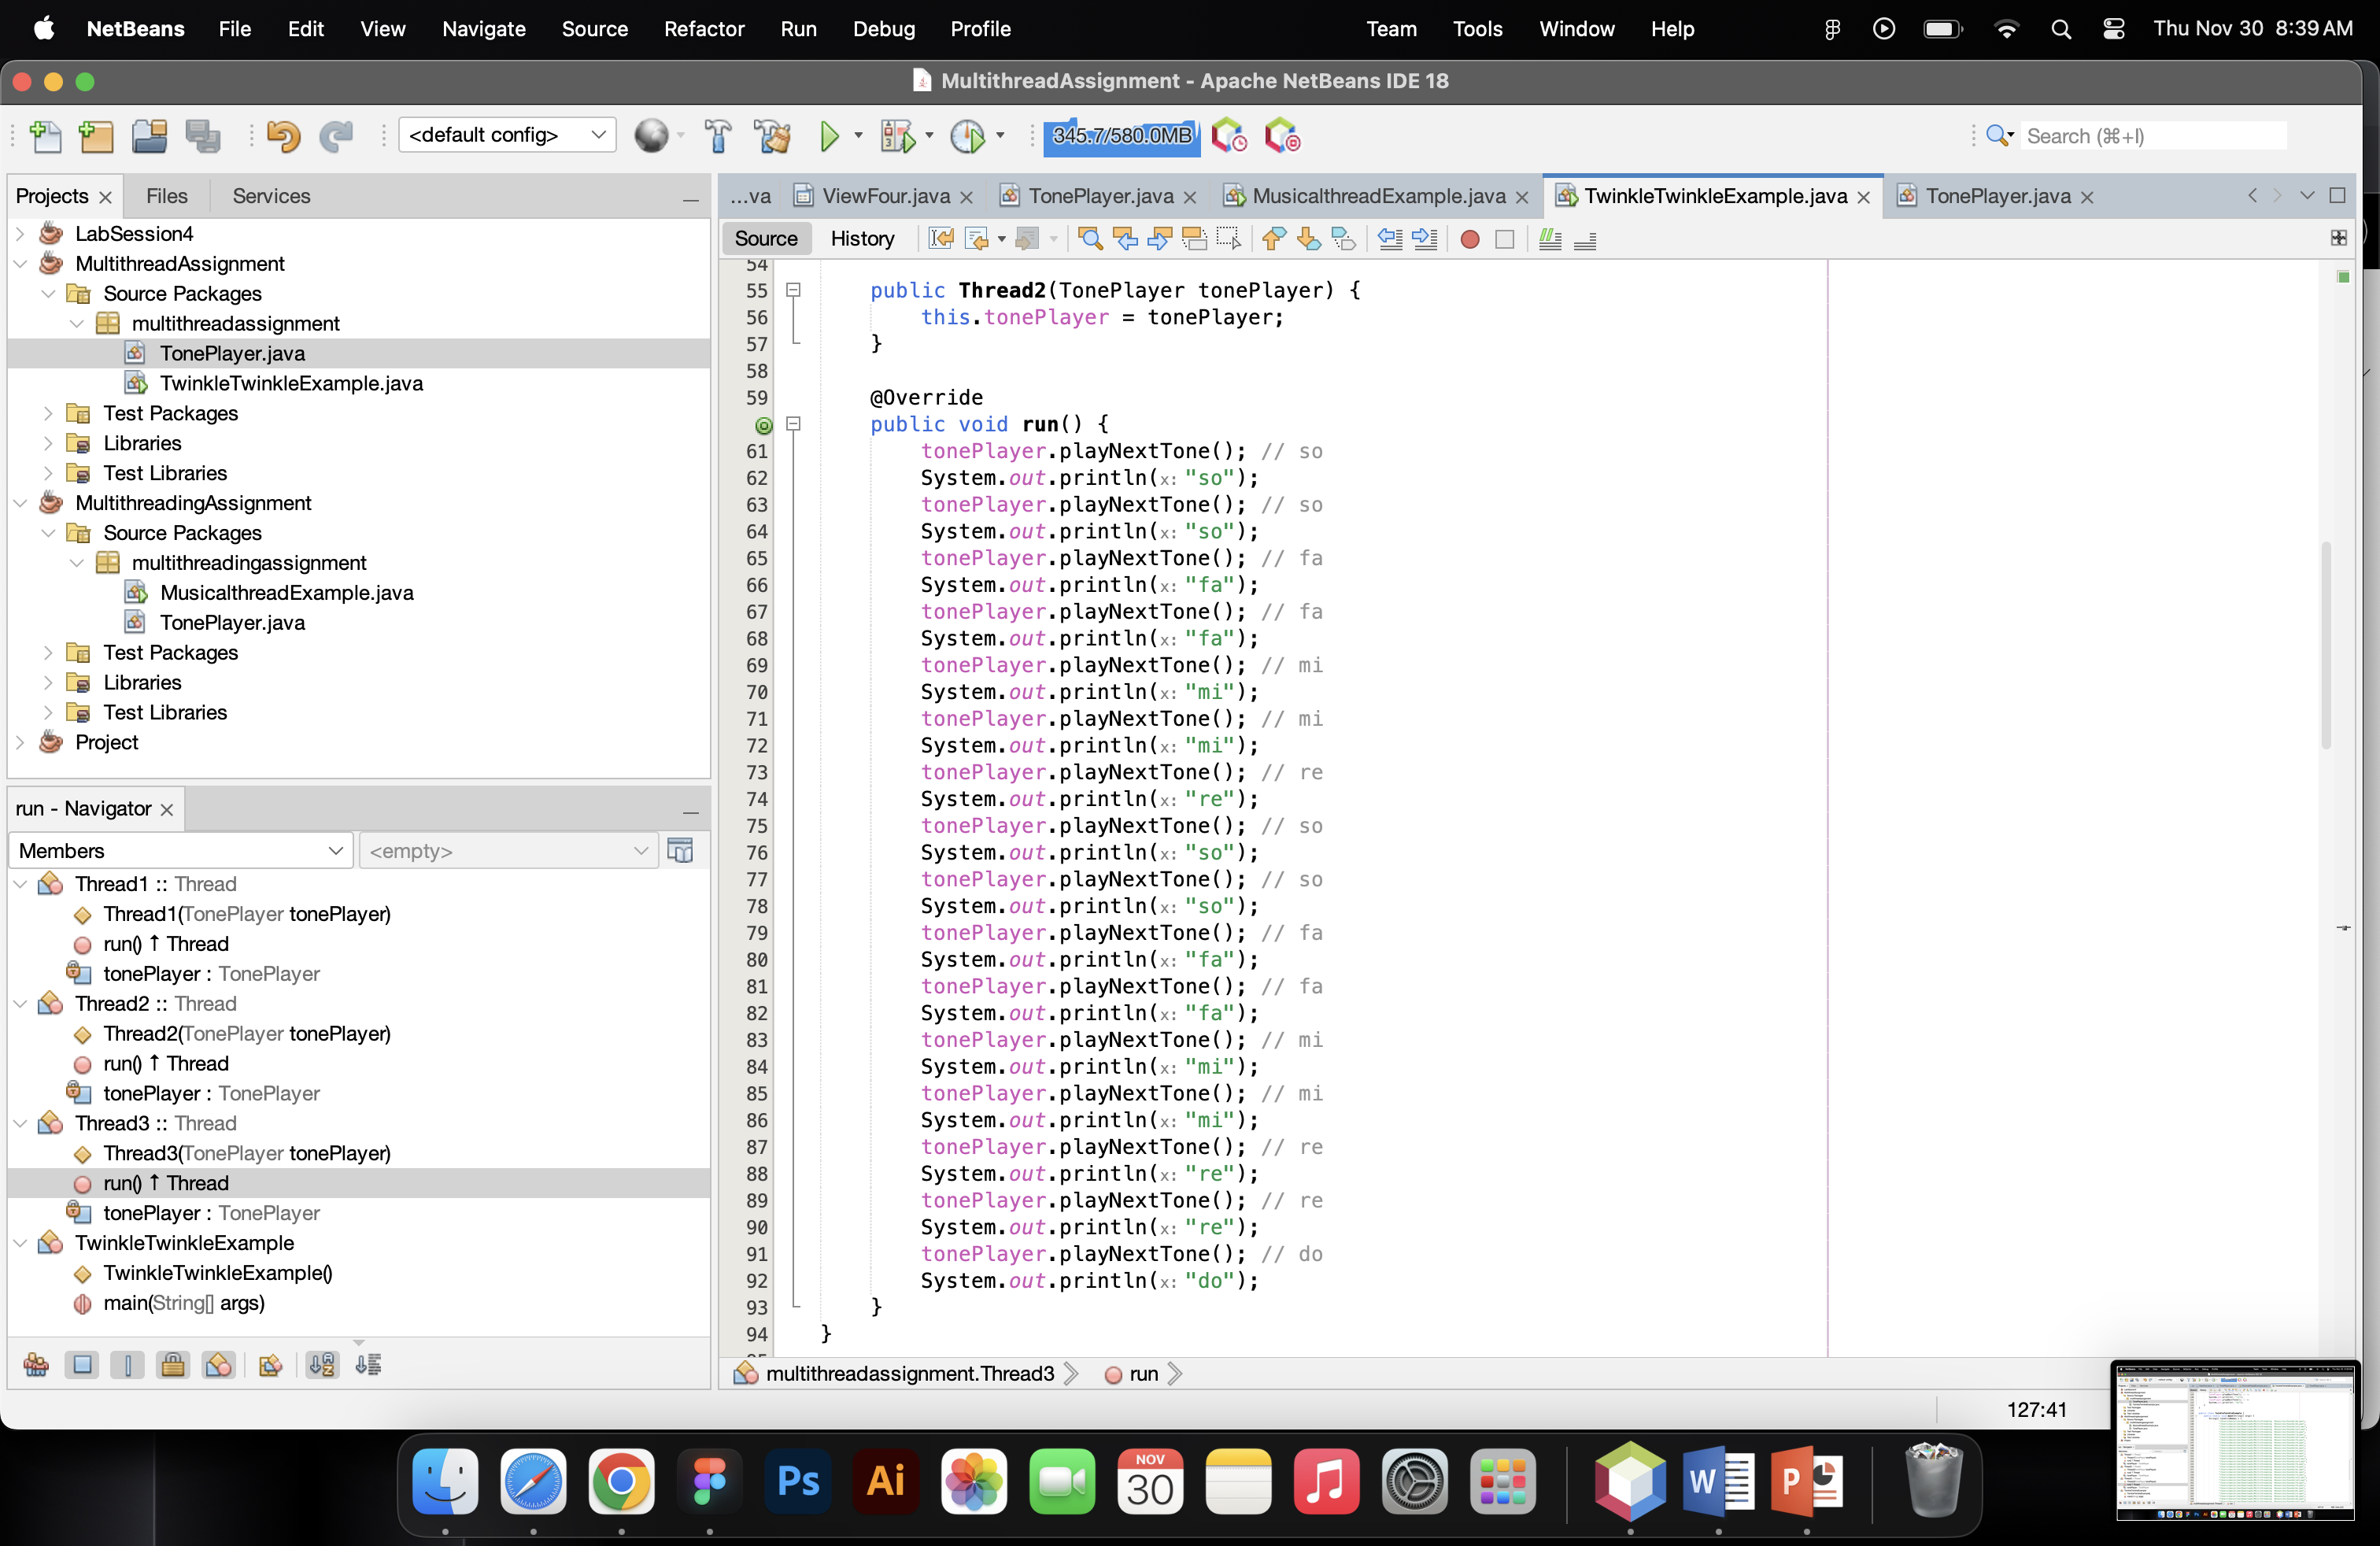 NetBeans File Edit View Navigate Source Refactor Run Debug Profile Team Tools Window Help Thu Nov 30 8:39 AM
MultithreadAssignment - Apache NetBeans IDE 18
<default config> 345.7/580.0MB Search (⌘+I)
Projects Files Services
LabSession4
MultithreadAssignment
Source Packages
multithreadassignment
TonePlayer.java
TwinkleTwinkleExample.java
Test Packages
Libraries
Test Libraries
MultithreadingAssignment
Source Packages
multithreadingassignment
MusicalthreadExample.java
TonePlayer.java
Test Packages
Libraries
Test Libraries
Project
run - Navigator
Members <empty>
Thread1 :: Thread
Thread1(TonePlayer tonePlayer)
run() ↑ Thread
tonePlayer : TonePlayer
Thread2 :: Thread
Thread2(TonePlayer tonePlayer)
run() ↑ Thread
tonePlayer : TonePlayer
Thread3 :: Thread
Thread3(TonePlayer tonePlayer)
run() ↑ Thread
tonePlayer : TonePlayer
TwinkleTwinkleExample
TwinkleTwinkleExample()
main(String[] args)
...va ViewFour.java TonePlayer.java MusicalthreadExample.java TwinkleTwinkleExample.java TonePlayer.java
Source History
54
55 public Thread2(TonePlayer tonePlayer) {
56 this.tonePlayer = tonePlayer;
57 }
58
59 @Override
public void run() {
61 tonePlayer.playNextTone(); // so
62 System.out.println(x: "so");
63 tonePlayer.playNextTone(); // so
64 System.out.println(x: "so");
65 tonePlayer.playNextTone(); // fa
66 System.out.println(x: "fa");
67 tonePlayer.playNextTone(); // fa
68 System.out.println(x: "fa");
69 tonePlayer.playNextTone(); // mi
70 System.out.println(x: "mi");
71 tonePlayer.playNextTone(); // mi
72 System.out.println(x: "mi");
73 tonePlayer.playNextTone(); // re
74 System.out.println(x: "re");
75 tonePlayer.playNextTone(); // so
76 System.out.println(x: "so");
77 tonePlayer.playNextTone(); // so
78 System.out.println(x: "so");
79 tonePlayer.playNextTone(); // fa
80 System.out.println(x: "fa");
81 tonePlayer.playNextTone(); // fa
82 System.out.println(x: "fa");
83 tonePlayer.playNextTone(); // mi
84 System.out.println(x: "mi");
85 tonePlayer.playNextTone(); // mi
86 System.out.println(x: "mi");
87 tonePlayer.playNextTone(); // re
88 System.out.println(x: "re");
89 tonePlayer.playNextTone(); // re
90 System.out.println(x: "re");
91 tonePlayer.playNextTone(); // do
92 System.out.println(x: "do");
93 }
94 }
multithreadassignment.Thread3 run
127:41
Ps Ai NOV 30 W P